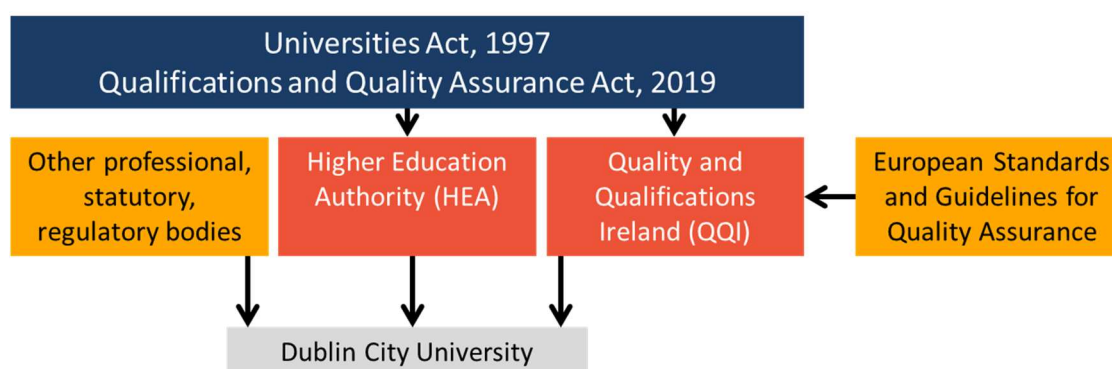 Universities Act, 1997
Qualifications and Quality Assurance Act, 2019
Other professional,
statutory,
regulatory bodies
Higher Education
Authority (HEA)
Quality and
Qualifications
Ireland (QQI)
European Standards
and Guidelines for
Quality Assurance
Dublin City University